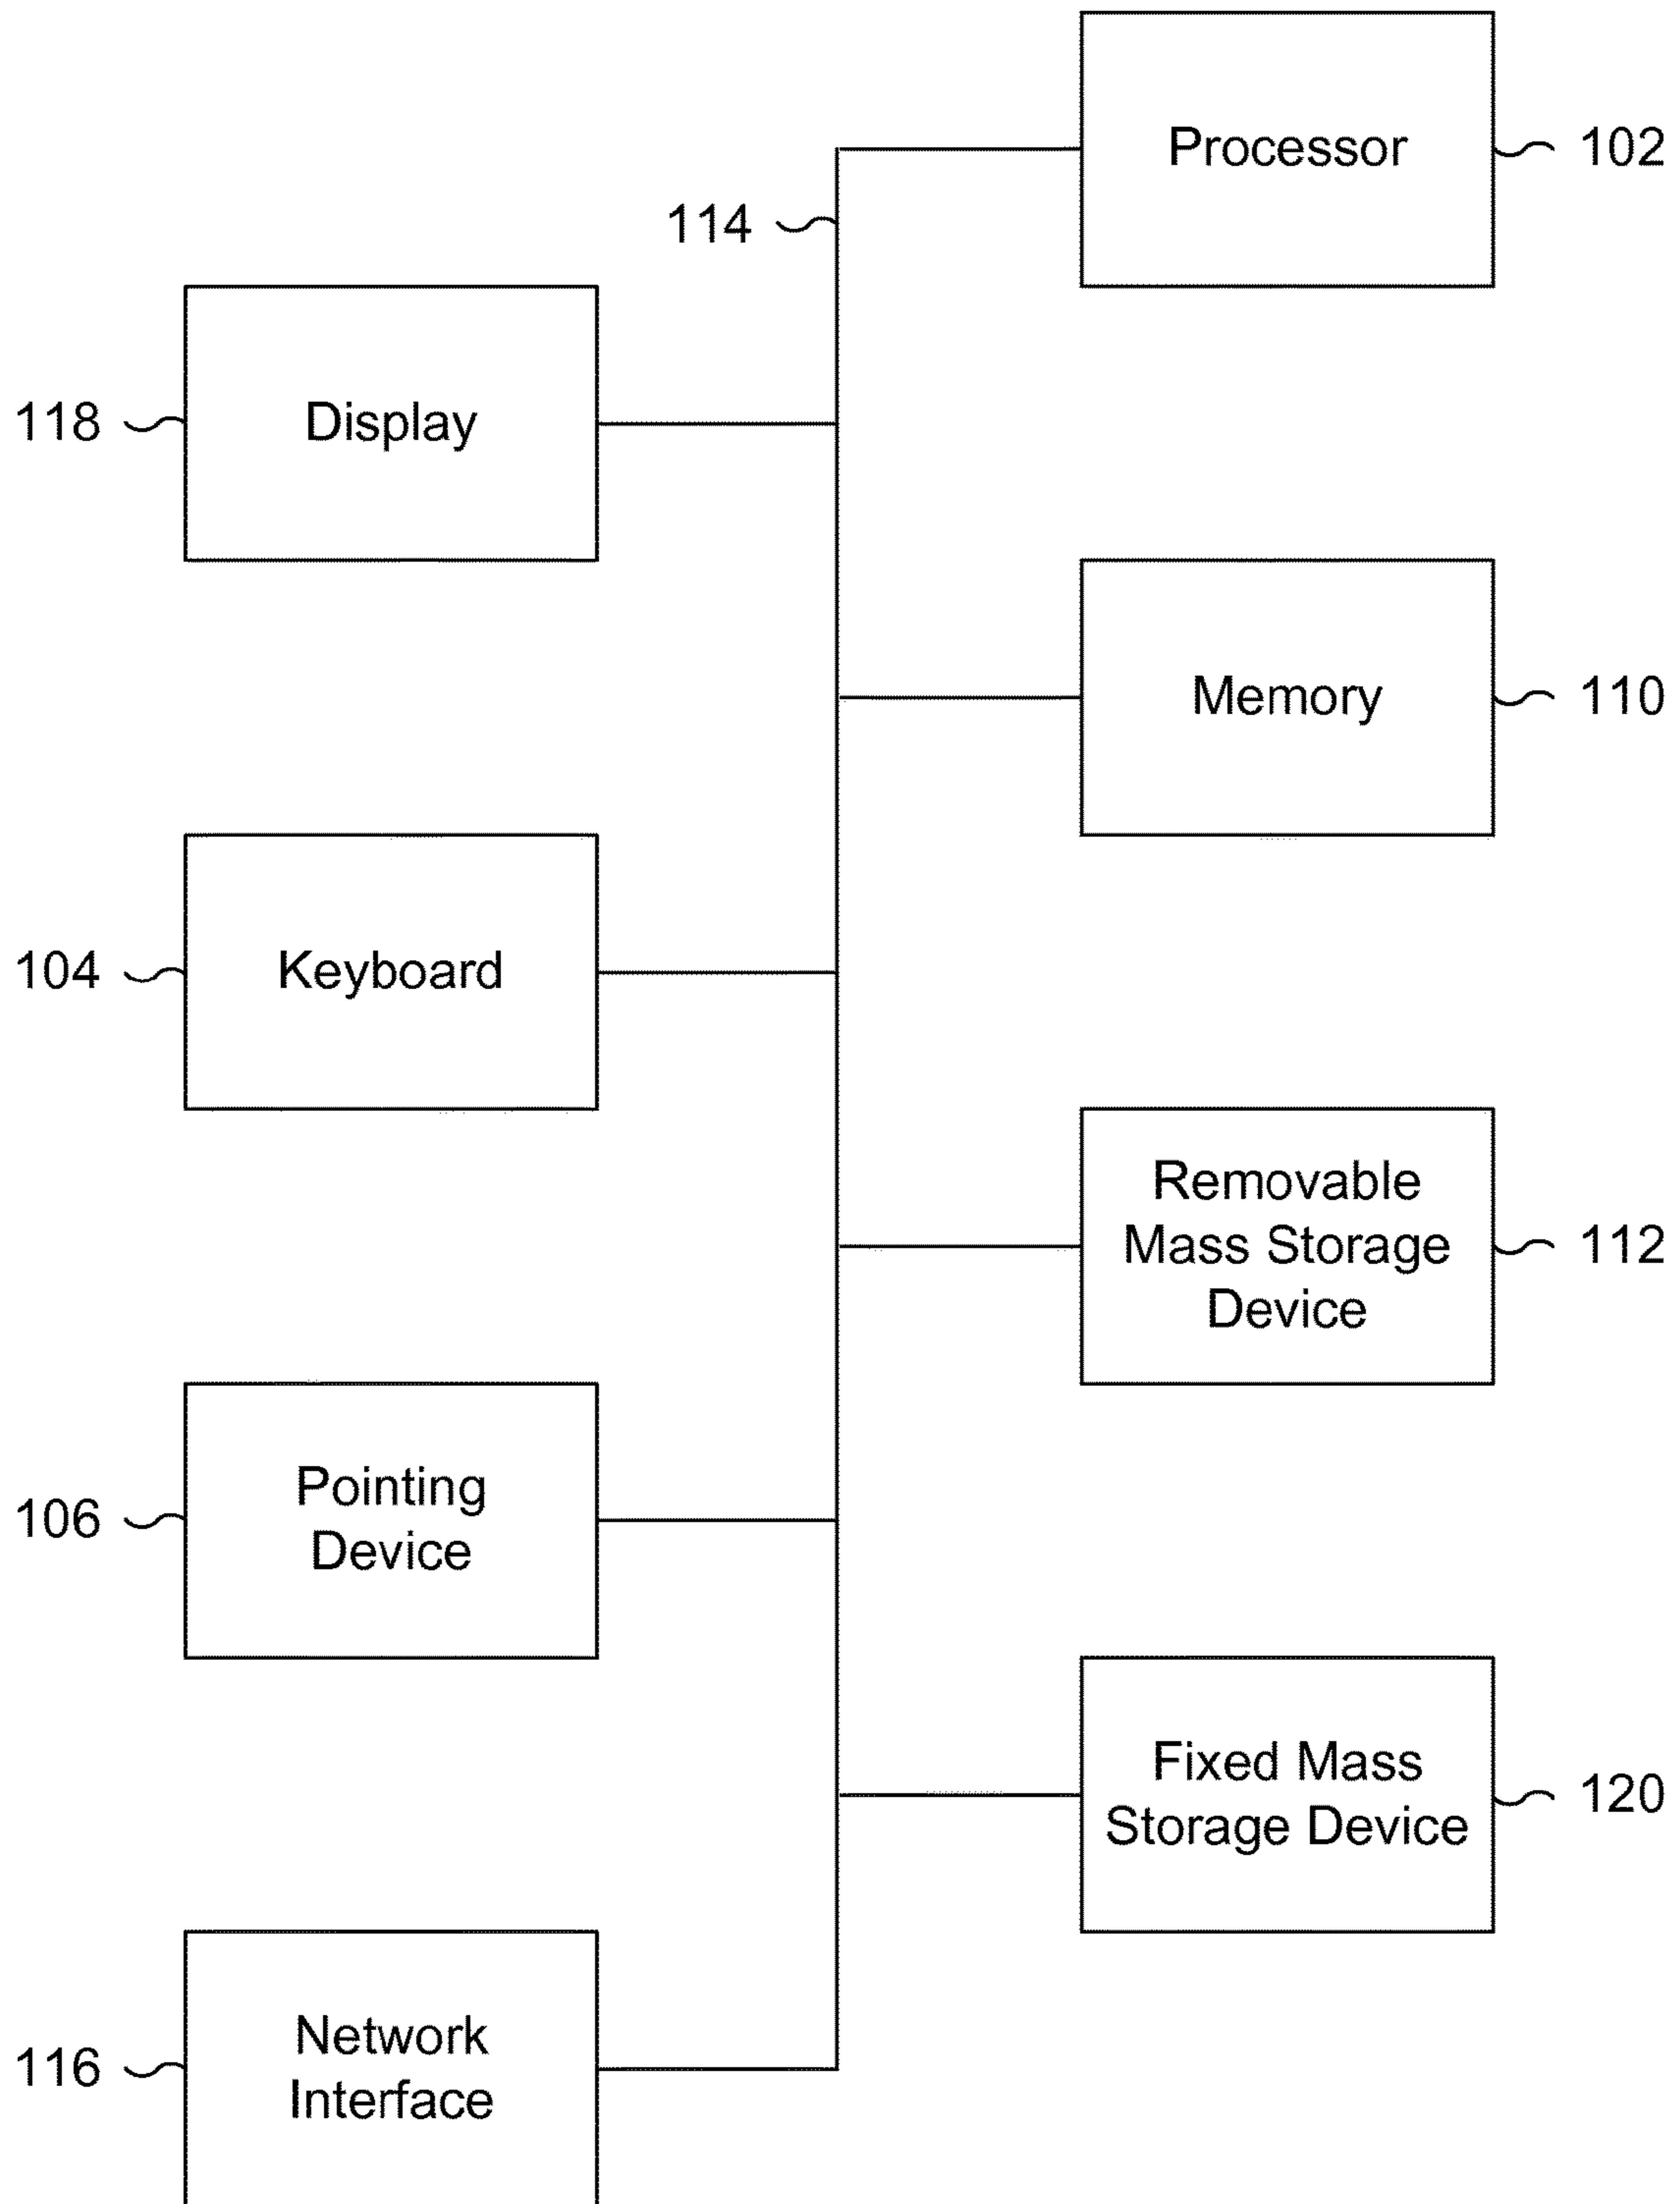 Processor
102
114
118
Display
Memory
110
104
Keyboard
Removable
Mass Storage
Device
112
106
Pointing
Device
Fixed Mass
Storage Device
120
116
Network
Interface